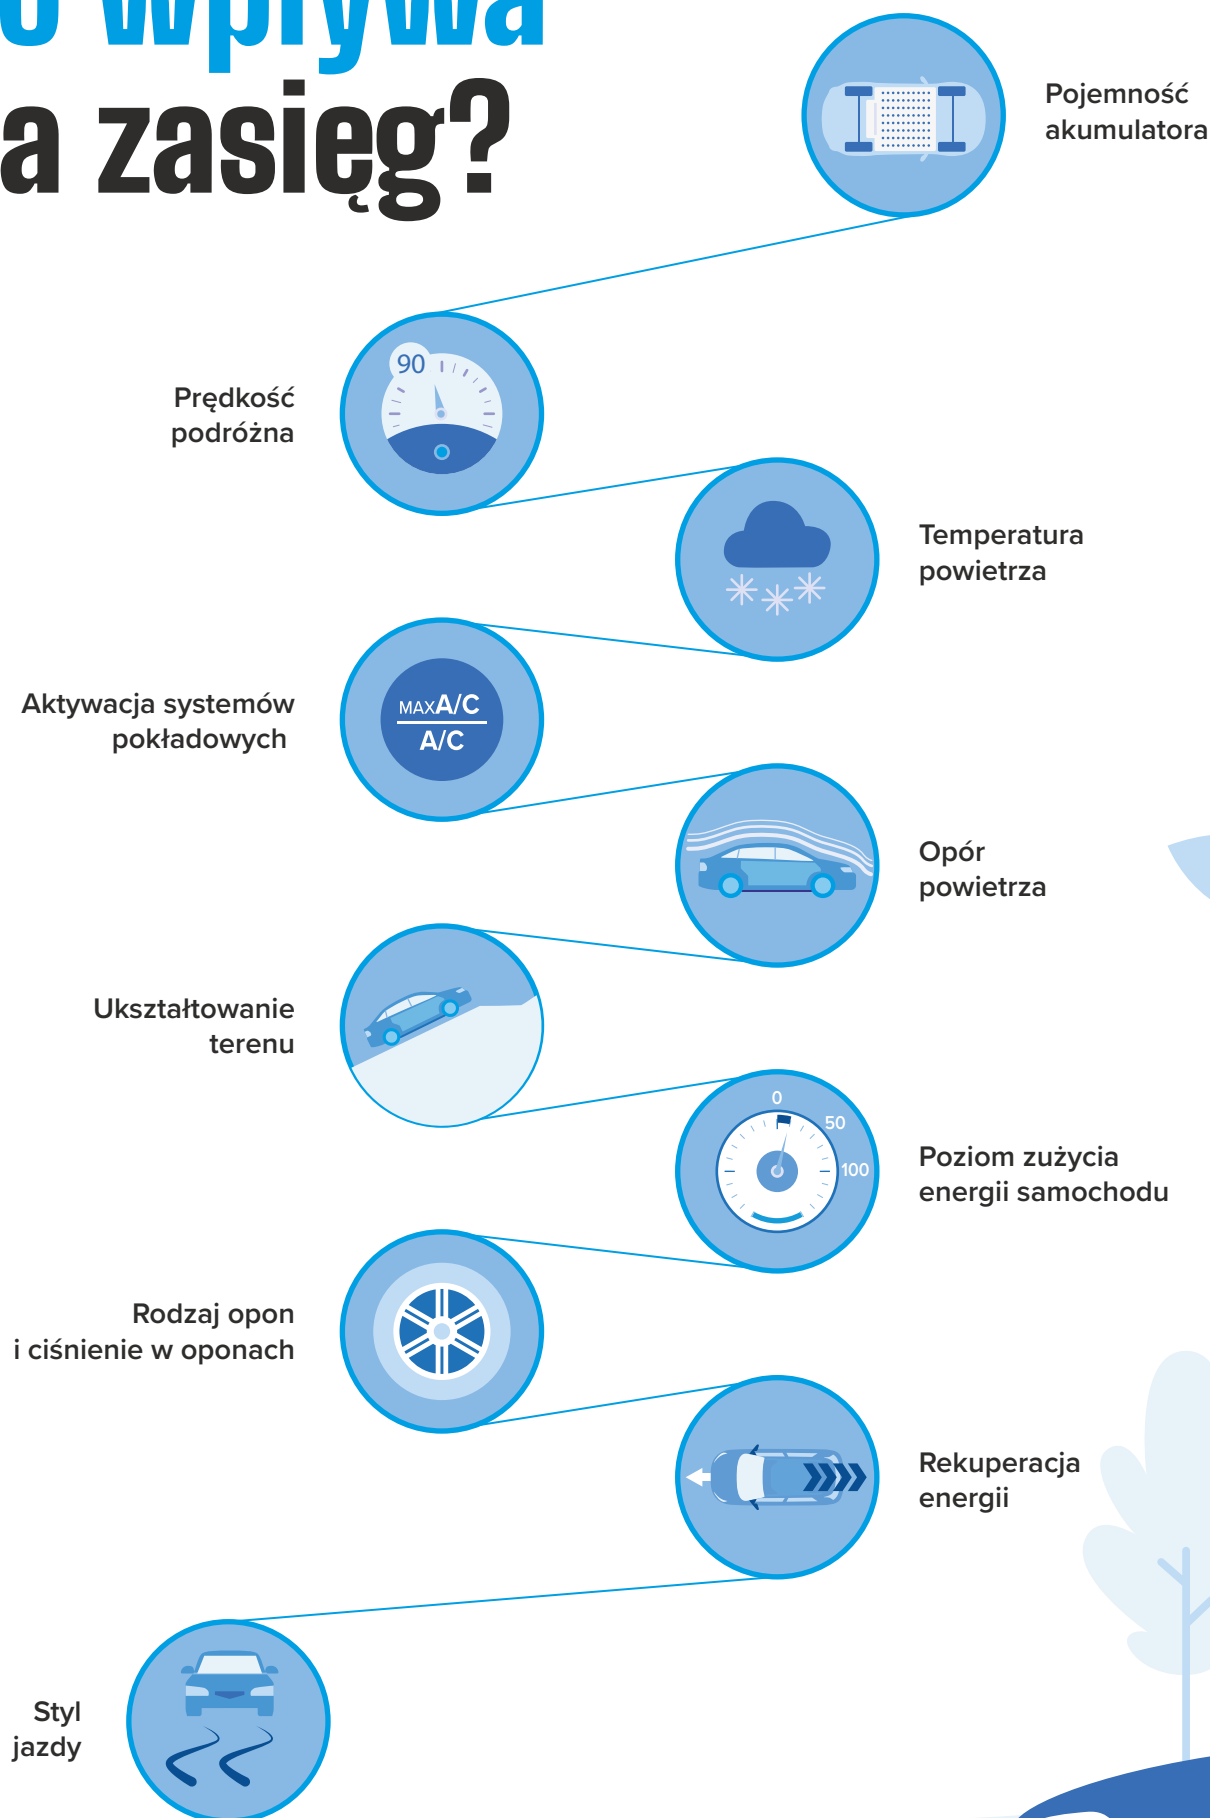 o wpływa
a zasięg?
Pojemność
akumulatora
90
Prędkość
podróżna
Temperatura
powietrza
Aktywacja systemów
pokładowych
MAXA/C
A/C
Opór
powietrza
Ukształtowanie
terenu
0
50
100
Poziom zużycia
energii samochodu
Rodzaj opon
i ciśnienie w oponach
Rekuperacja
energii
Styl
jazdy